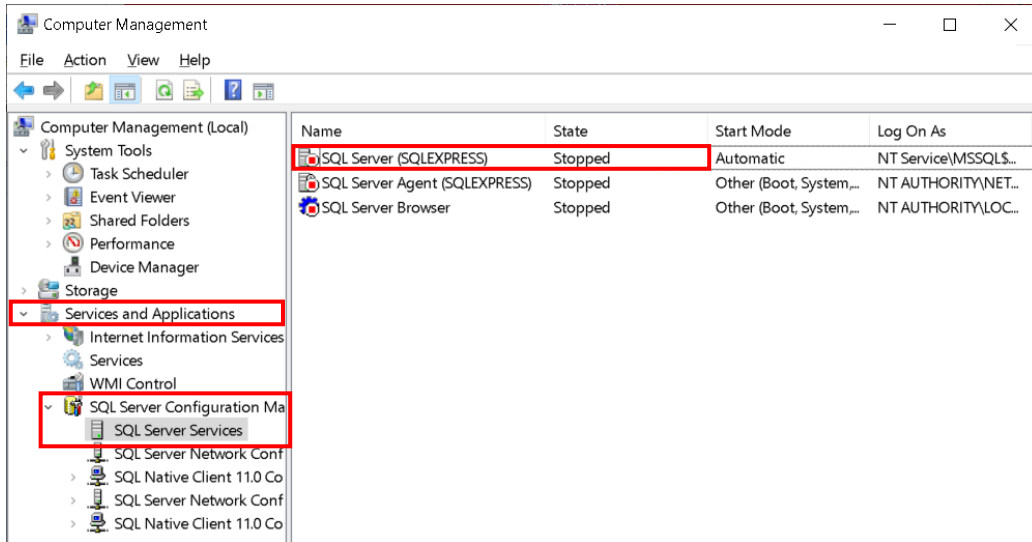 Computer Management
File Action View Help
Computer Management (Local)
System Tools
Task Scheduler
Event Viewer
Shared Folders
Performance
Device Manager
Storage
Services and Applications
Internet Information Services
Services
WMI Control
SQL Server Configuration Ma
SQL Server Services
SQL Server Network Conf
SQL Native Client 11.0 Co
SQL Server Network Conf
SQL Native Client 11.0 Co
Name State Start Mode Log On As
SQL Server (SQLEXPRESS) Stopped Automatic NT Service\MSSQL$...
SQL Server Agent (SQLEXPRESS) Stopped Other (Boot, System,... NT AUTHORITY\NET...
SQL Server Browser Stopped Other (Boot, System,... NT AUTHORITY\LOC...